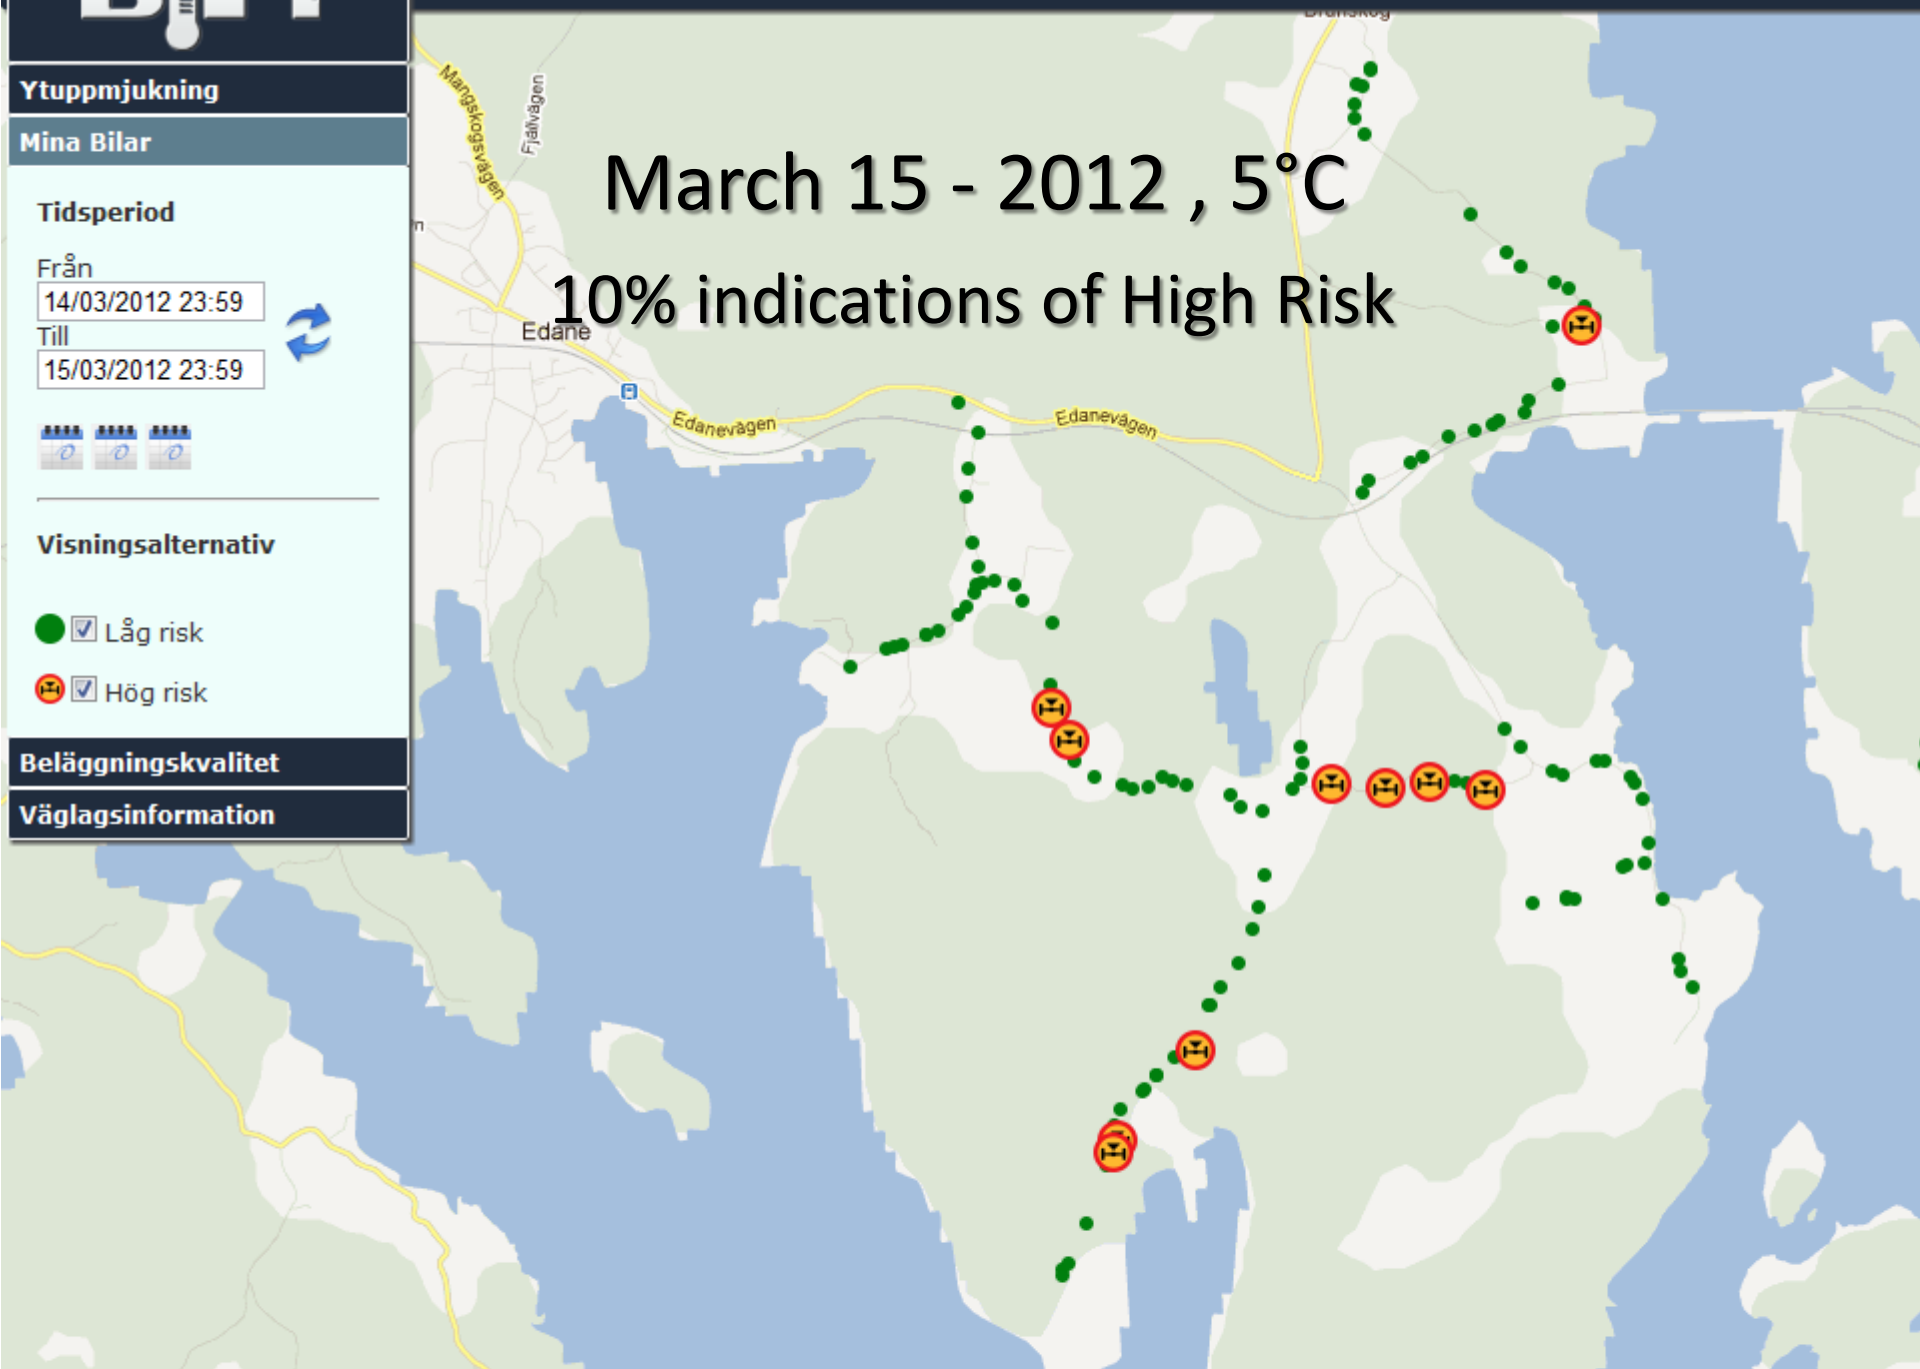 Ytuppmjukning
Mina Bilar
Tidsperiod
Från
14/03/2012 23:59
Till
15/03/2012 23:59
Visningsalternativ
Låg risk
Hög risk
Beläggningskvalitet
Väglagsinformation
March 15 - 2012 , 5°C
10% indications of High Risk
Mangskogsvägen
Fjällvägen
Edane
Edanevägen
Edanevägen